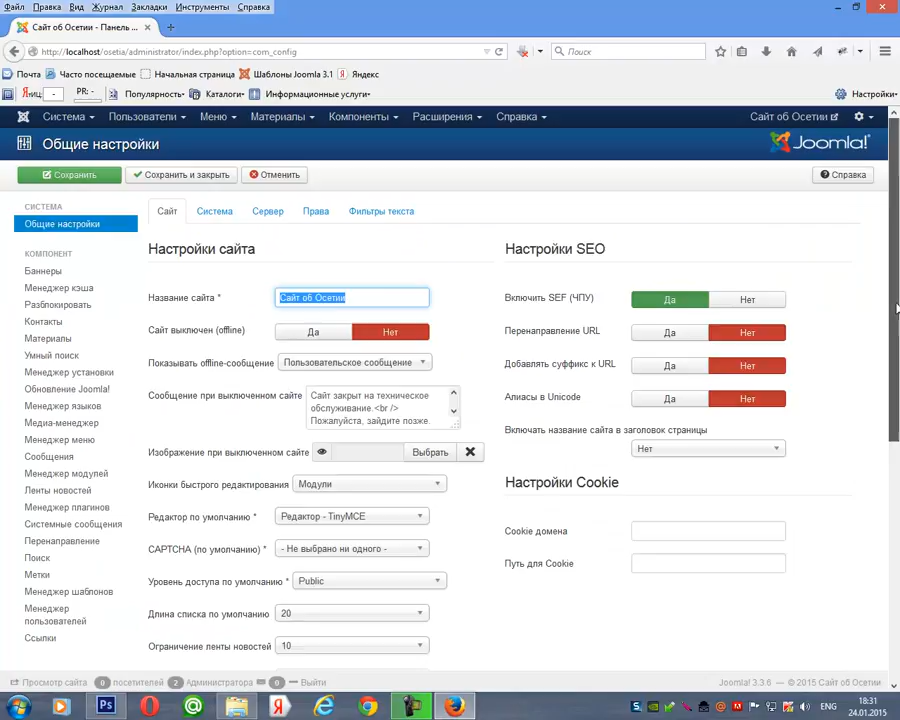 Файл Правка Вид Журнал Закладки Инструменты Справка
Сайт об Осетии - Панель ... × +
http://localhost/osetia/administrator/index.php?option=com_config
Поиск
Почта Часто посещаемые Начальная страница Шаблоны Joomla 3.1 Яндекс
Яиц: - PR: - Популярность Каталоги Информационные услуги Настройки
Система Пользователи Меню Материалы Компоненты Расширения Справка Сайт об Осетии
Общие настройки Joomla!
Сохранить Сохранить и закрыть Отменить Справка
СИСТЕМА
Общие настройки
КОМПОНЕНТ
Баннеры
Менеджер кэша
Разблокировать
Контакты
Материалы
Умный поиск
Менеджер установки
Обновление Joomla!
Менеджер языков
Медиа-менеджер
Менеджер меню
Сообщения
Менеджер модулей
Ленты новостей
Менеджер плагинов
Системные сообщения
Перенаправление
Поиск
Метки
Менеджер шаблонов
Менеджер
пользователей
Ссылки
Сайт Система Сервер Права Фильтры текста
Настройки сайта
Название сайта * Сайт об Осетии
Сайт выключен (offline) Да Нет
Показывать offline-сообщение Пользовательское сообщение
Сообщение при выключенном сайте Сайт закрыт на техническое
обслуживание.<br />
Пожалуйста, зайдите позже.
Изображение при выключенном сайте Выбрать
Иконки быстрого редактирования Модули
Редактор по умолчанию * Редактор - TinyMCE
CAPTCHA (по умолчанию) * - Не выбрано ни одного -
Уровень доступа по умолчанию * Public
Длина списка по умолчанию 20
Ограничение ленты новостей 10
Настройки SEO
Включить SEF (ЧПУ) Да Нет
Перенаправление URL Да Нет
Добавлять суффикс к URL Да Нет
Алиасы в Unicode Да Нет
Включать название сайта в заголовок страницы
Нет
Настройки Cookie
Cookie домена
Путь для Cookie
Просмотр сайта 0 посетителей 2 Администратора 0 Выйти Joomla! 3.3.6 — © 2015 Сайт об Осетии
ENG 18:31
24.01.2015